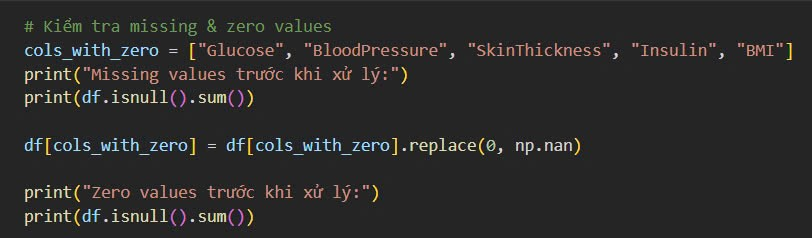 # Kiểm tra missing & zero values
cols_with_zero = ["Glucose", "BloodPressure", "SkinThickness", "Insulin", "BMI"]
print("Missing values trước khi xử lý:")
print(df.isnull().sum())
df[cols_with_zero] = df[cols_with_zero].replace(0, np.nan)
print("Zero values trước khi xử lý:")
print(df.isnull().sum())